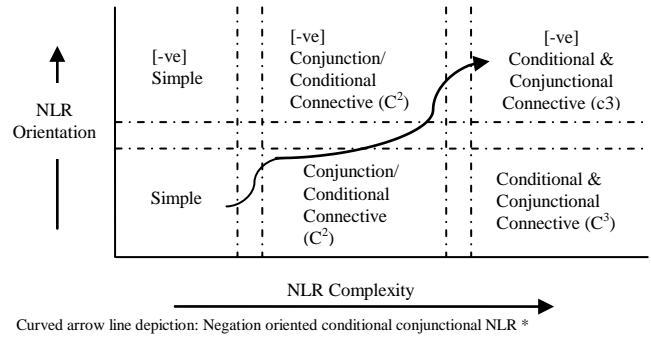 [-ve]
Simple
[-ve]
Conjunction/
Conditional
Connective (C²)
[-ve]
Conditional &
Conjunctional
Connective (c3)
NLR
Orientation
Simple
Conjunction/
Conditional
Connective
(C²)
Conditional &
Conjunctional
Connective (C³)
NLR Complexity
Curved arrow line depiction: Negation oriented conditional conjunctional NLR *